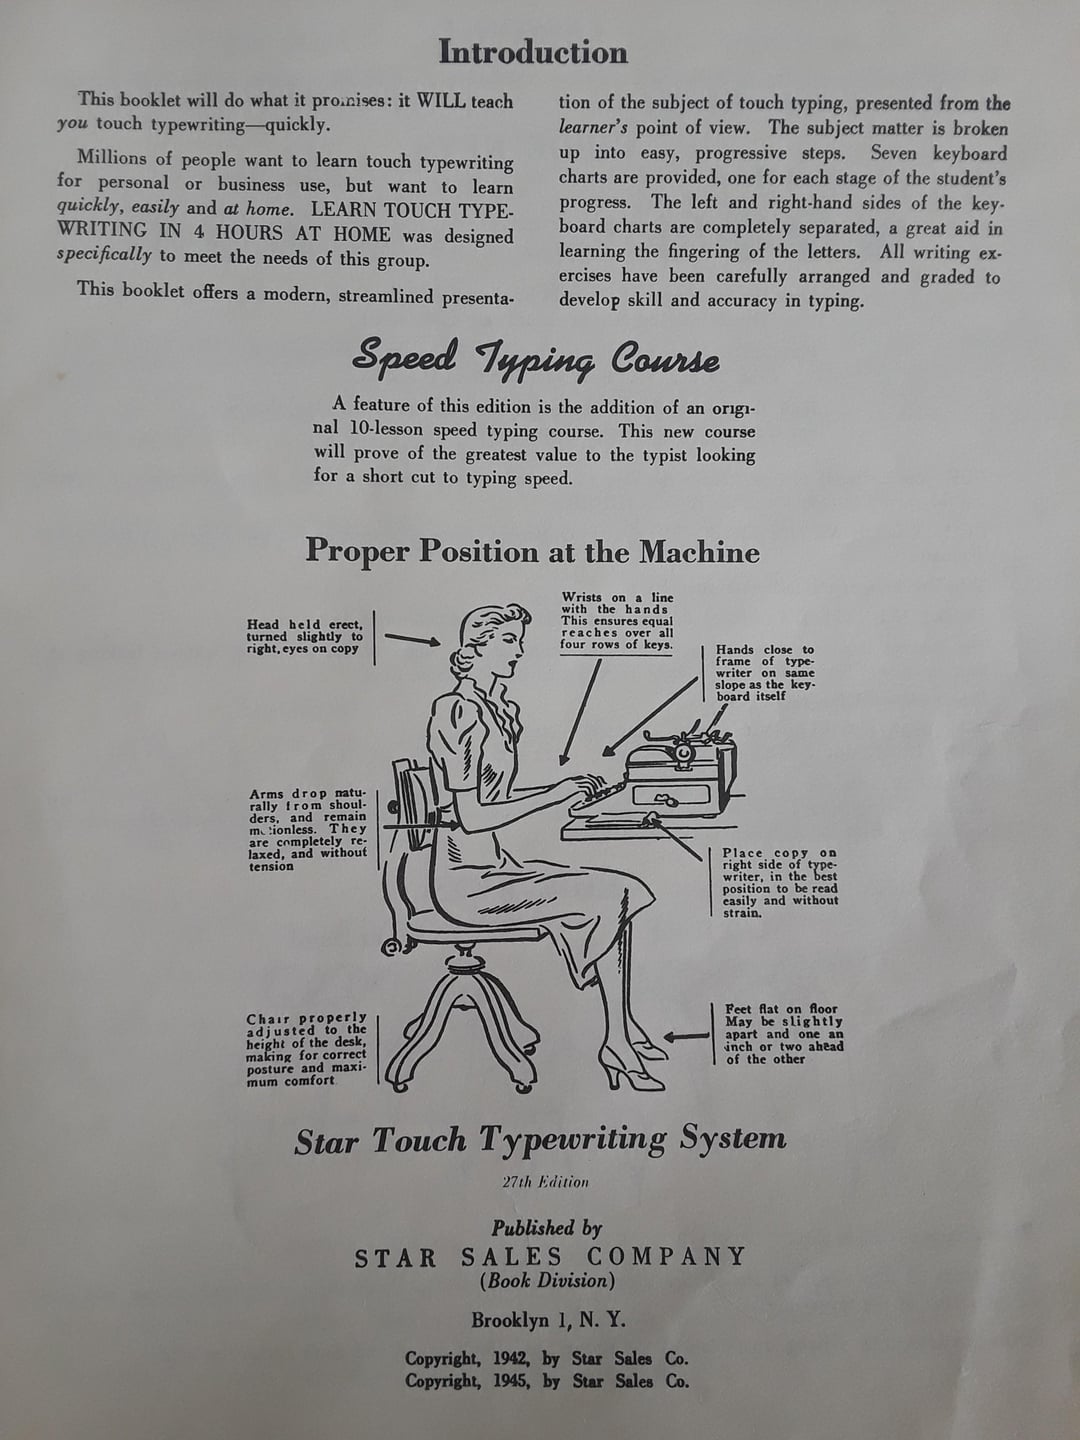 Introduction
This booklet will do what it promises: it WILL teach
you touch typewriting—quickly.
Millions of people want to learn touch typewriting
for personal or business use, but want to learn
quickly, easily and at home. LEARN TOUCH TYPE-
WRITING IN 4 HOURS AT HOME was designed
specifically to meet the needs of this group.
This booklet offers a modern, streamlined presenta-
tion of the subject of touch typing, presented from the
learner's point of view. The subject matter is broken
up into easy, progressive steps. Seven keyboard
charts are provided, one for each stage of the student's
progress. The left and right-hand sides of the key-
board charts are completely separated, a great aid in
learning the fingering of the letters. All writing ex-
ercises have been carefully arranged and graded to
develop skill and accuracy in typing.
Speed Typing Course
A feature of this edition is the addition of an origi-
nal 10-lesson speed typing course. This new course
will prove of the greatest value to the typist looking
for a short cut to typing speed.
Proper Position at the Machine
Head held erect,
turned slightly to
right, eyes on copy
Wrists on a line
with the hands
This ensures equal
reaches over all
four rows of keys.
Hands close to
frame of type-
writer on same
slope as the key-
board itself
Arms drop natu-
rally from shoul-
ders, and remain
motionless. They
are completely re-
laxed, and without
tension
Place copy on
right side of type-
writer, in the best
position to be read
easily and without
strain.
Chair properly
adjusted to the
height of the desk,
making for correct
posture and maxi-
mum comfort
Feet flat on floor
May be slightly
apart and one an
inch or two ahead
of the other
Star Touch Typewriting System
27th Edition
Published by
STAR SALES COMPANY
(Book Division)
Brooklyn 1, N. Y.
Copyright, 1942, by Star Sales Co.
Copyright, 1945, by Star Sales Co.